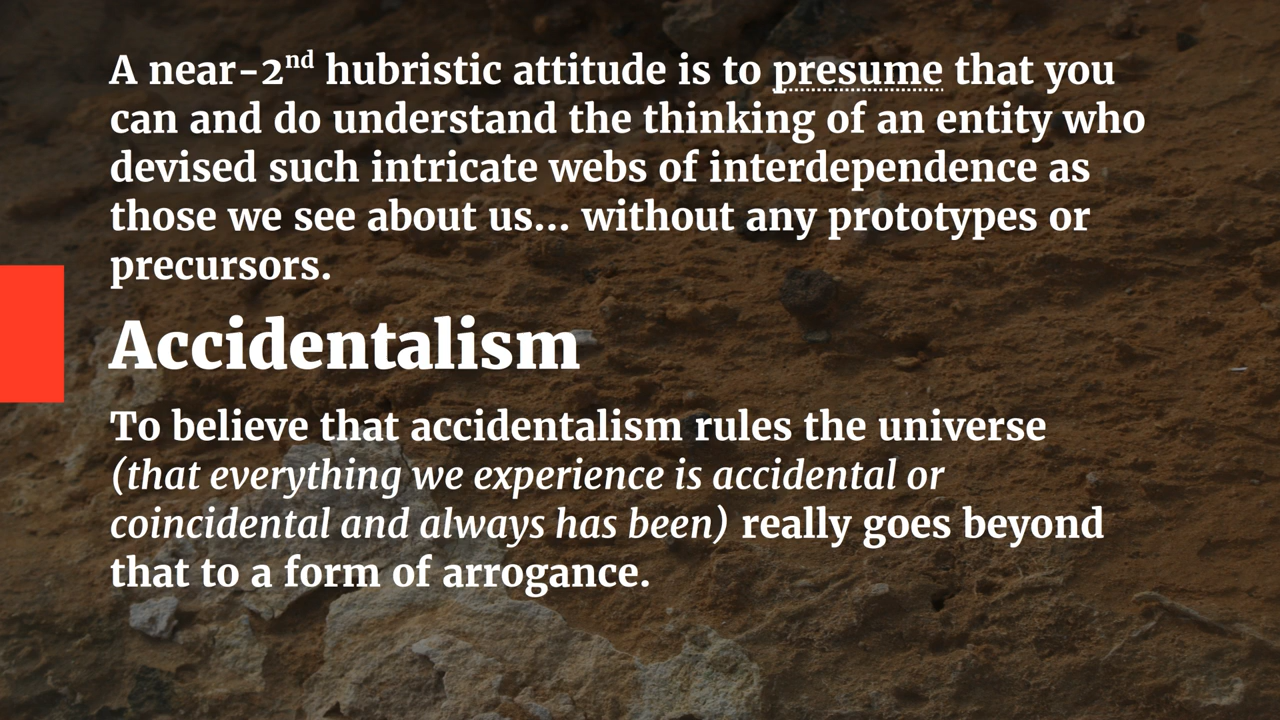 A near-2nd hubristic attitude is to presume that you
can and do understand the thinking of an entity who
devised such intricate webs of interdependence as
those we see about us... without any prototypes or
precursors.
Accidentalism
To believe that accidentalism rules the universe
(that everything we experience is accidental or
coincidental and always has been) really goes beyond
that to a form of arrogance.